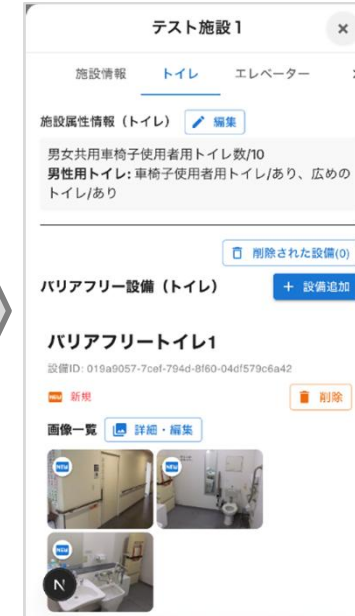 テスト施設1
×
施設情報 トイレ エレベーター
施設属性情報（トイレ） 編集
男女共用車椅子使用者用トイレ数/10
男性用トイレ: 車椅子使用者用トイレ/あり、広めの
トイレ/あり
削除された設備(0)
バリアフリー設備（トイレ） + 設備追加
バリアフリートイレ1
設備ID: 019a9057-7cef-794d-8f60-04df579c6a42
NEW 新規 削除
画像一覧 詳細・編集
NEW NEW
NEW
N